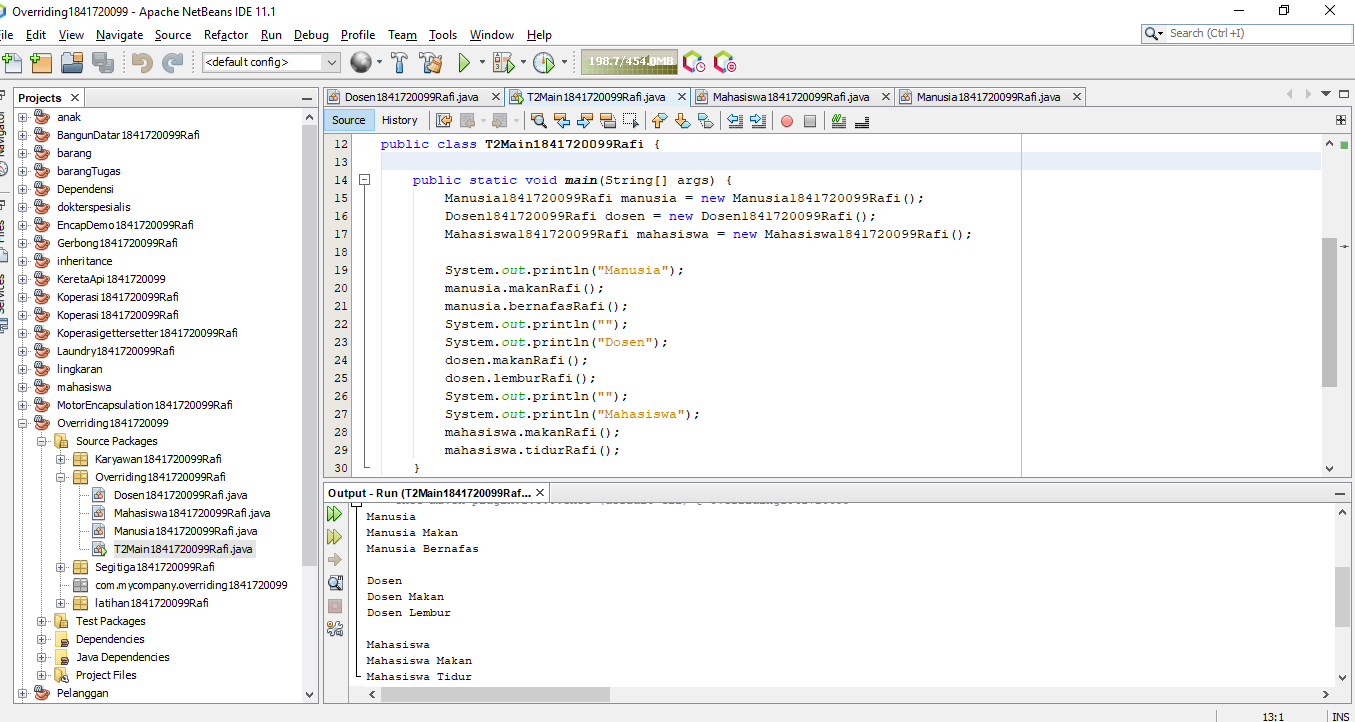 Overriding1841720099 - Apache NetBeans IDE 11.1
ile Edit View Navigate Source Refactor Run Debug Profile Team Tools Window Help
Search (Ctrl+I)
<default config>
198.7/454.0MB
Projects
Dosen1841720099Rafi.java
T2Main1841720099Rafi.java
Mahasiswa1841720099Rafi.java
Manusia1841720099Rafi.java
Source History
anak
BangunDatar1841720099Rafi
barang
barangTugas
Dependensi
dokterspesialis
EncapDemo1841720099Rafi
Gerbong1841720099Rafi
inheritance
KeretaApi1841720099
Koperasi1841720099Rafi
Koperasi1841720099Rafi
Koperasigettersetter1841720099Rafi
Laundry1841720099Rafi
lingkaran
mahasiswa
MotorEncapsulation1841720099Rafi
Overriding1841720099
Source Packages
Karyawan1841720099Rafi
Overriding1841720099Rafi
Dosen1841720099Rafi.java
Mahasiswa1841720099Rafi.java
Manusia1841720099Rafi.java
T2Main1841720099Rafi.java
Segitiga1841720099Rafi
com.mycompany.overriding1841720099
latihan1841720099Rafi
Test Packages
Dependencies
Java Dependencies
Project Files
Pelanggan
12 public class T2Main1841720099Rafi {
13
14 public static void main(String[] args) {
15 Manusia1841720099Rafi manusia = new Manusia1841720099Rafi();
16 Dosen1841720099Rafi dosen = new Dosen1841720099Rafi();
17 Mahasiswa1841720099Rafi mahasiswa = new Mahasiswa1841720099Rafi();
18
19 System.out.println("Manusia");
20 manusia.makanRafi();
21 manusia.bernafasRafi();
22 System.out.println("");
23 System.out.println("Dosen");
24 dosen.makanRafi();
25 dosen.lemburRafi();
26 System.out.println("");
27 System.out.println("Mahasiswa");
28 mahasiswa.makanRafi();
29 mahasiswa.tidurRafi();
30 }
Output - Run (T2Main1841720099Raf...
Manusia
Manusia Makan
Manusia Bernafas
Dosen
Dosen Makan
Dosen Lembur
Mahasiswa
Mahasiswa Makan
Mahasiswa Tidur
13:1 INS